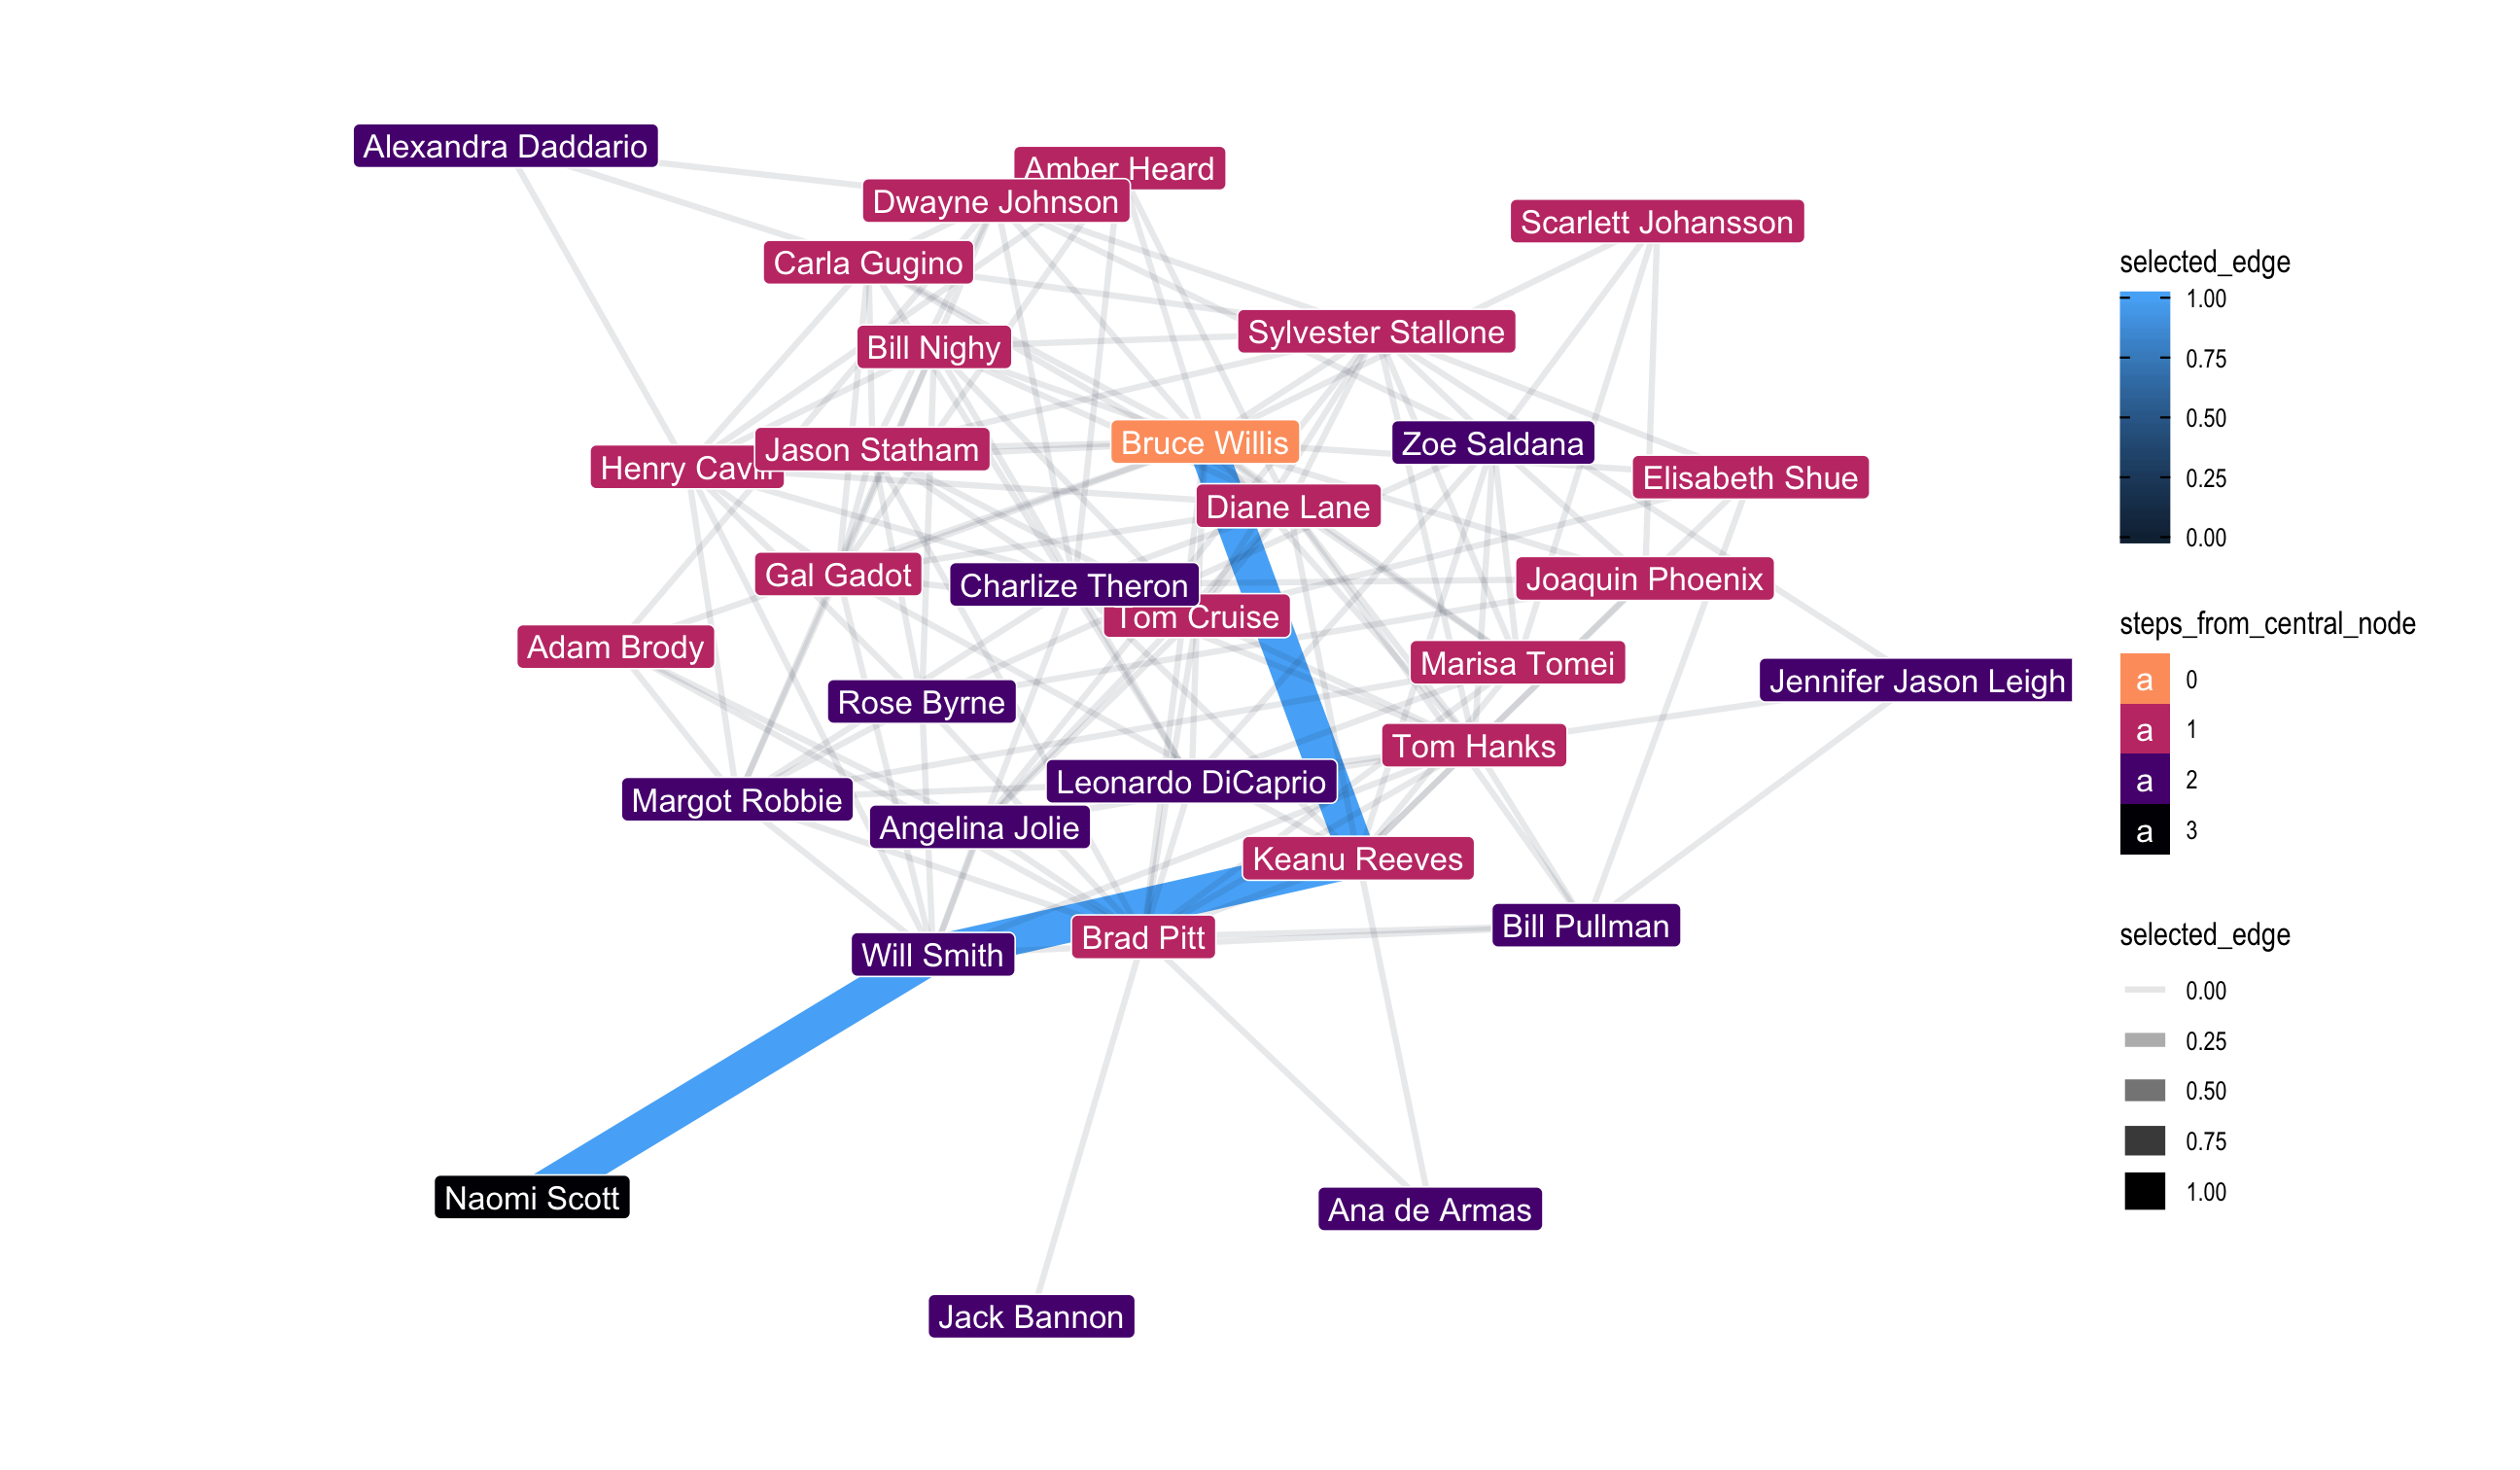 Alexandra Daddario
Amber Heard
Dwayne Johnson
Scarlett Johansson
Carla Gugino
Sylvester Stallone
Bill Nighy
Bruce Willis
Zoe Saldana
Jason Statham
Henry Cavill
Elisabeth Shue
Diane Lane
Gal Gadot
Charlize Theron
Joaquin Phoenix
Tom Cruise
Adam Brody
Marisa Tomei
Jennifer Jason Leigh
Rose Byrne
Tom Hanks
Leonardo DiCaprio
Margot Robbie
Angelina Jolie
Keanu Reeves
Bill Pullman
Brad Pitt
Will Smith
Naomi Scott
Ana de Armas
Jack Bannon
selected_edge
1.00
0.75
0.50
0.25
0.00
steps_from_central_node
a 0
a 1
a 2
a 3
selected_edge
0.00
0.25
0.50
0.75
1.00